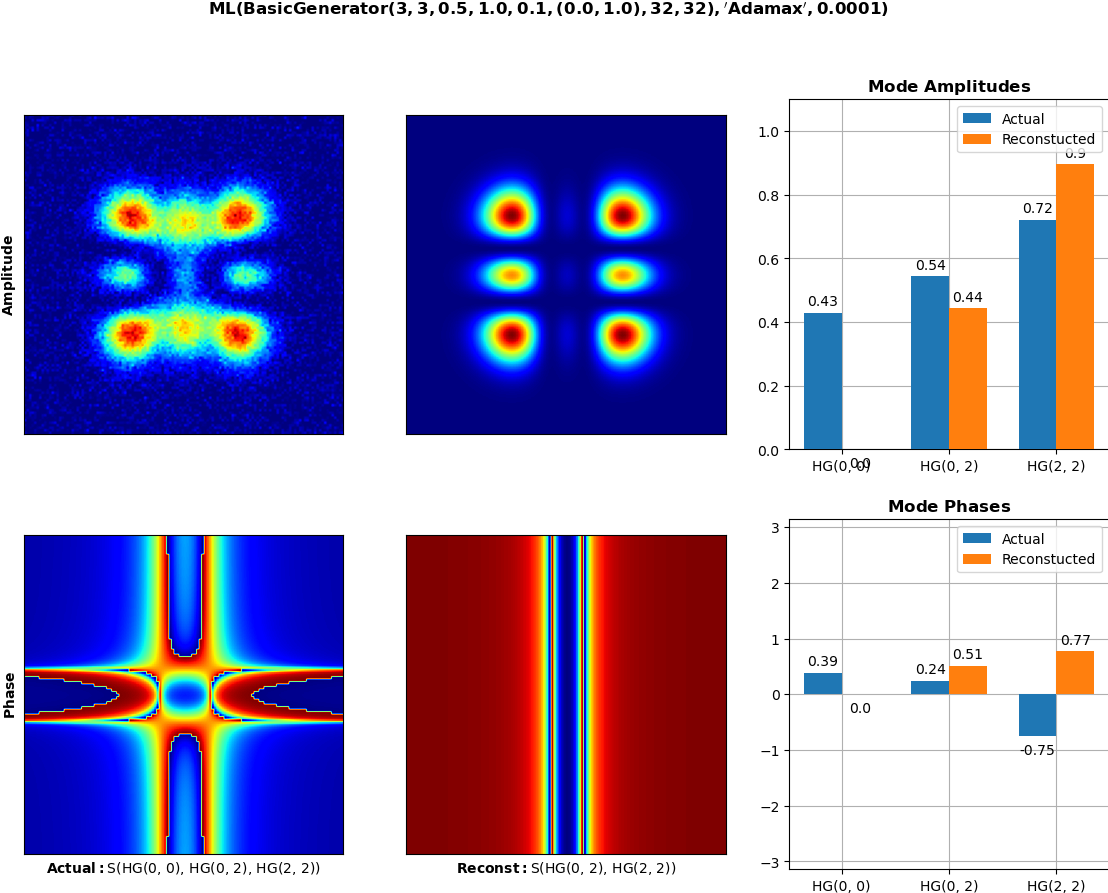 ML(BasicGenerator(3, 3, 0.5, 1.0, 0.1, (0.0, 1.0), 32, 32), 'Adamax', 0.0001)
Amplitude
Mode Amplitudes
Actual
Reconstucted
1.0
0.8
0.6
0.4
0.2
0.0
0.43
0.0
0.54
0.44
0.72
0.9
HG(0, 0)
HG(0, 2)
HG(2, 2)
Phase
Actual: S(HG(0, 0), HG(0, 2), HG(2, 2))
Reconst: S(HG(0, 2), HG(2, 2))
Mode Phases
Actual
Reconstucted
3
2
1
0
−1
−2
−3
0.39
0.0
0.24
0.51
-0.75
0.77
HG(0, 0)
HG(0, 2)
HG(2, 2)